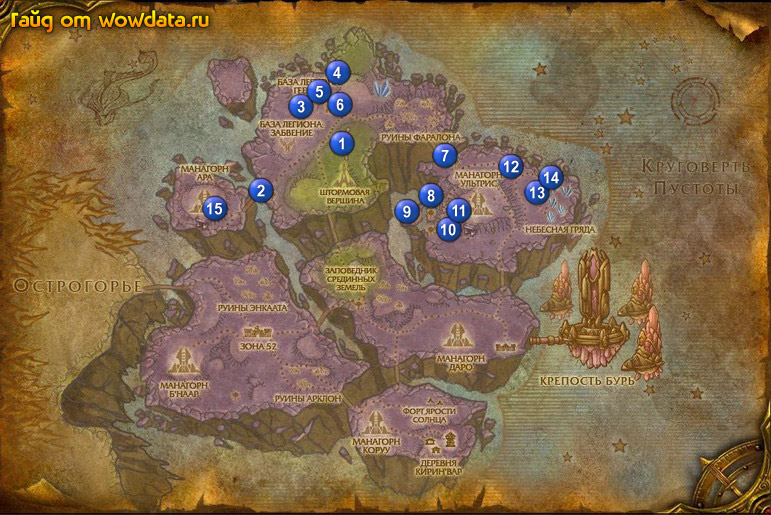 гайд от wowdata.ru
4
БАЗА ЛЕ
ГЕ
5
3
6
БАЗА ЛЕГИОНА
ЗАБВЕНИЕ
1
РУИНЫ ФАРАЛОНА
7
12
14
13
МАНАГОРН
УЛЬТРИС
КРУГОВЕРТЬ
ПУСТОТЫ
МАНАГОРН
АРА
2
15
ШТОРМОВАЯ
ВЕРШИНА
8
9
11
10
НЕБЕСНАЯ ГРЯДА
ЗАПОВЕДНИК
СРЕДИННЫХ
ЗЕМЕЛЬ
ОСТРОГОРЬЕ
РУИНЫ ЭНКААТА
ЗОНА 52
МАНАГОРН
Б'НААР
МАНАГОРН
ДАРО
КРЕПОСТЬ БУРЬ
РУИНЫ АРКЛОН
ФОРТ ЯРОСТИ
СОЛНЦА
МАНАГОРН
КОРУУ
ДЕРЕВНЯ
КИРИН'ВАР